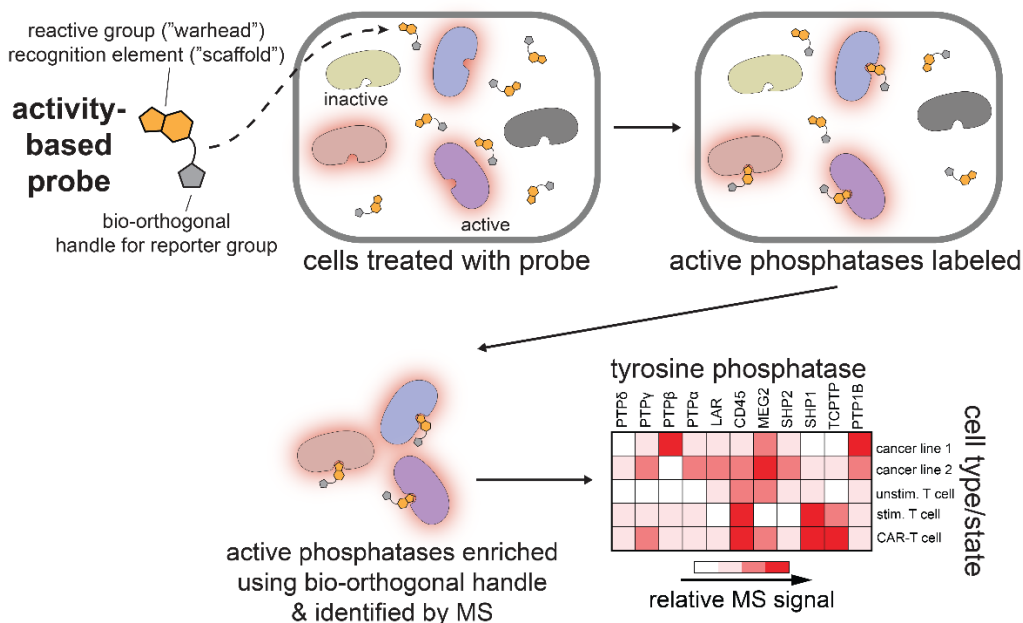 reactive group ("warhead")
recognition element ("scaffold")
activity-
based
probe
bio-orthogonal
handle for reporter group
inactive
active
cells treated with probe
active phosphatases labeled
active phosphatases enriched
using bio-orthogonal handle
& identified by MS
tyrosine phosphatase
PTPδ
PTPγ
PTPβ
PTPα
LAR
CD45
MEG2
SHP2
SHP1
TCPTP
PTP1B
cancer line 1
cancer line 2
unstim. T cell
stim. T cell
CAR-T cell
cell type/state
relative MS signal